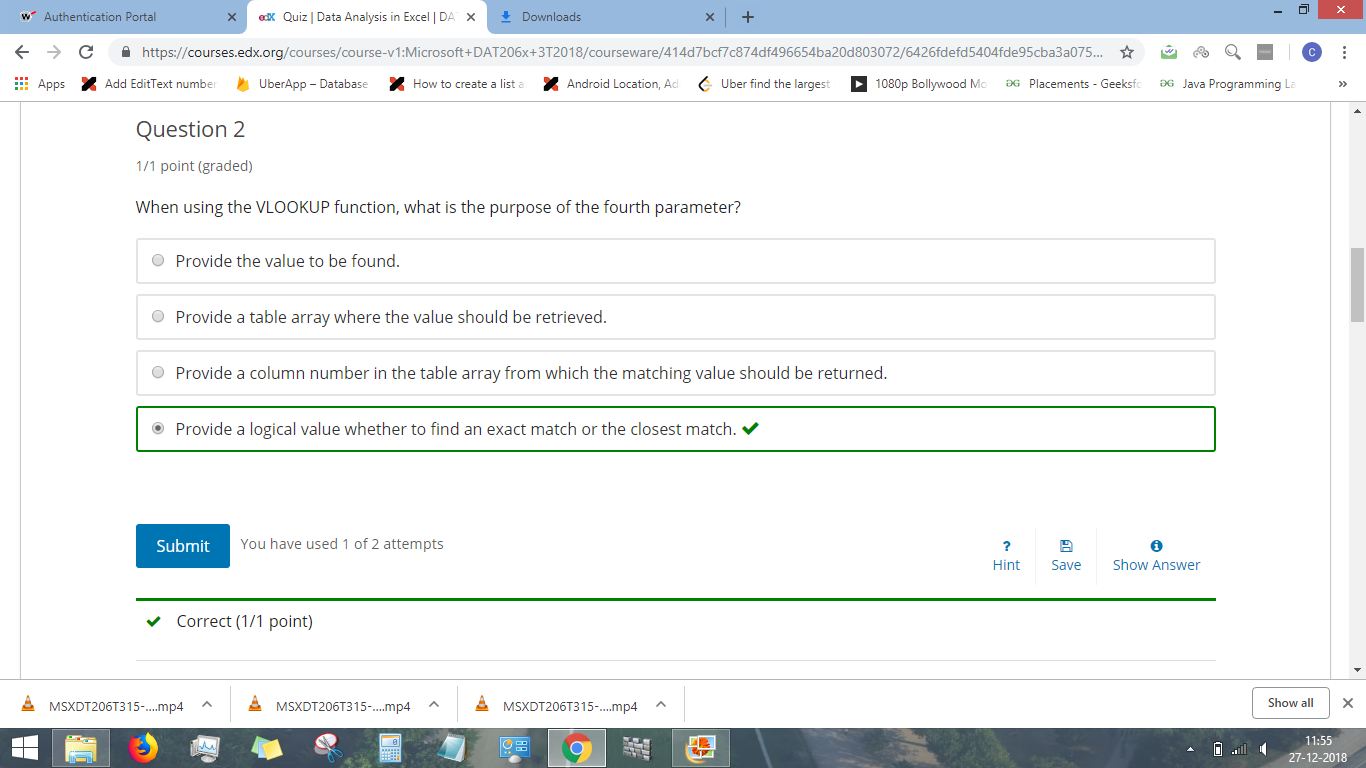 Authentication Portal
edX Quiz | Data Analysis in Excel | DA
Downloads
https://courses.edx.org/courses/course-v1:Microsoft+DAT206x+3T2018/courseware/414d7bcf7c874df496654ba20d803072/6426fdefd5404fde95cba3a075...
C
Apps
Add EditText number
UberApp – Database
How to create a list a
Android Location, Ad
Uber find the largest
1080p Bollywood Mo
Placements - Geeksfo
Java Programming La
Question 2
1/1 point (graded)
When using the VLOOKUP function, what is the purpose of the fourth parameter?
Provide the value to be found.
Provide a table array where the value should be retrieved.
Provide a column number in the table array from which the matching value should be returned.
Provide a logical value whether to find an exact match or the closest match.
Submit
You have used 1 of 2 attempts
?
Hint
Save
Show Answer
Correct (1/1 point)
MSXDT206T315-....mp4
MSXDT206T315-....mp4
MSXDT206T315-....mp4
Show all
11:55
27-12-2018